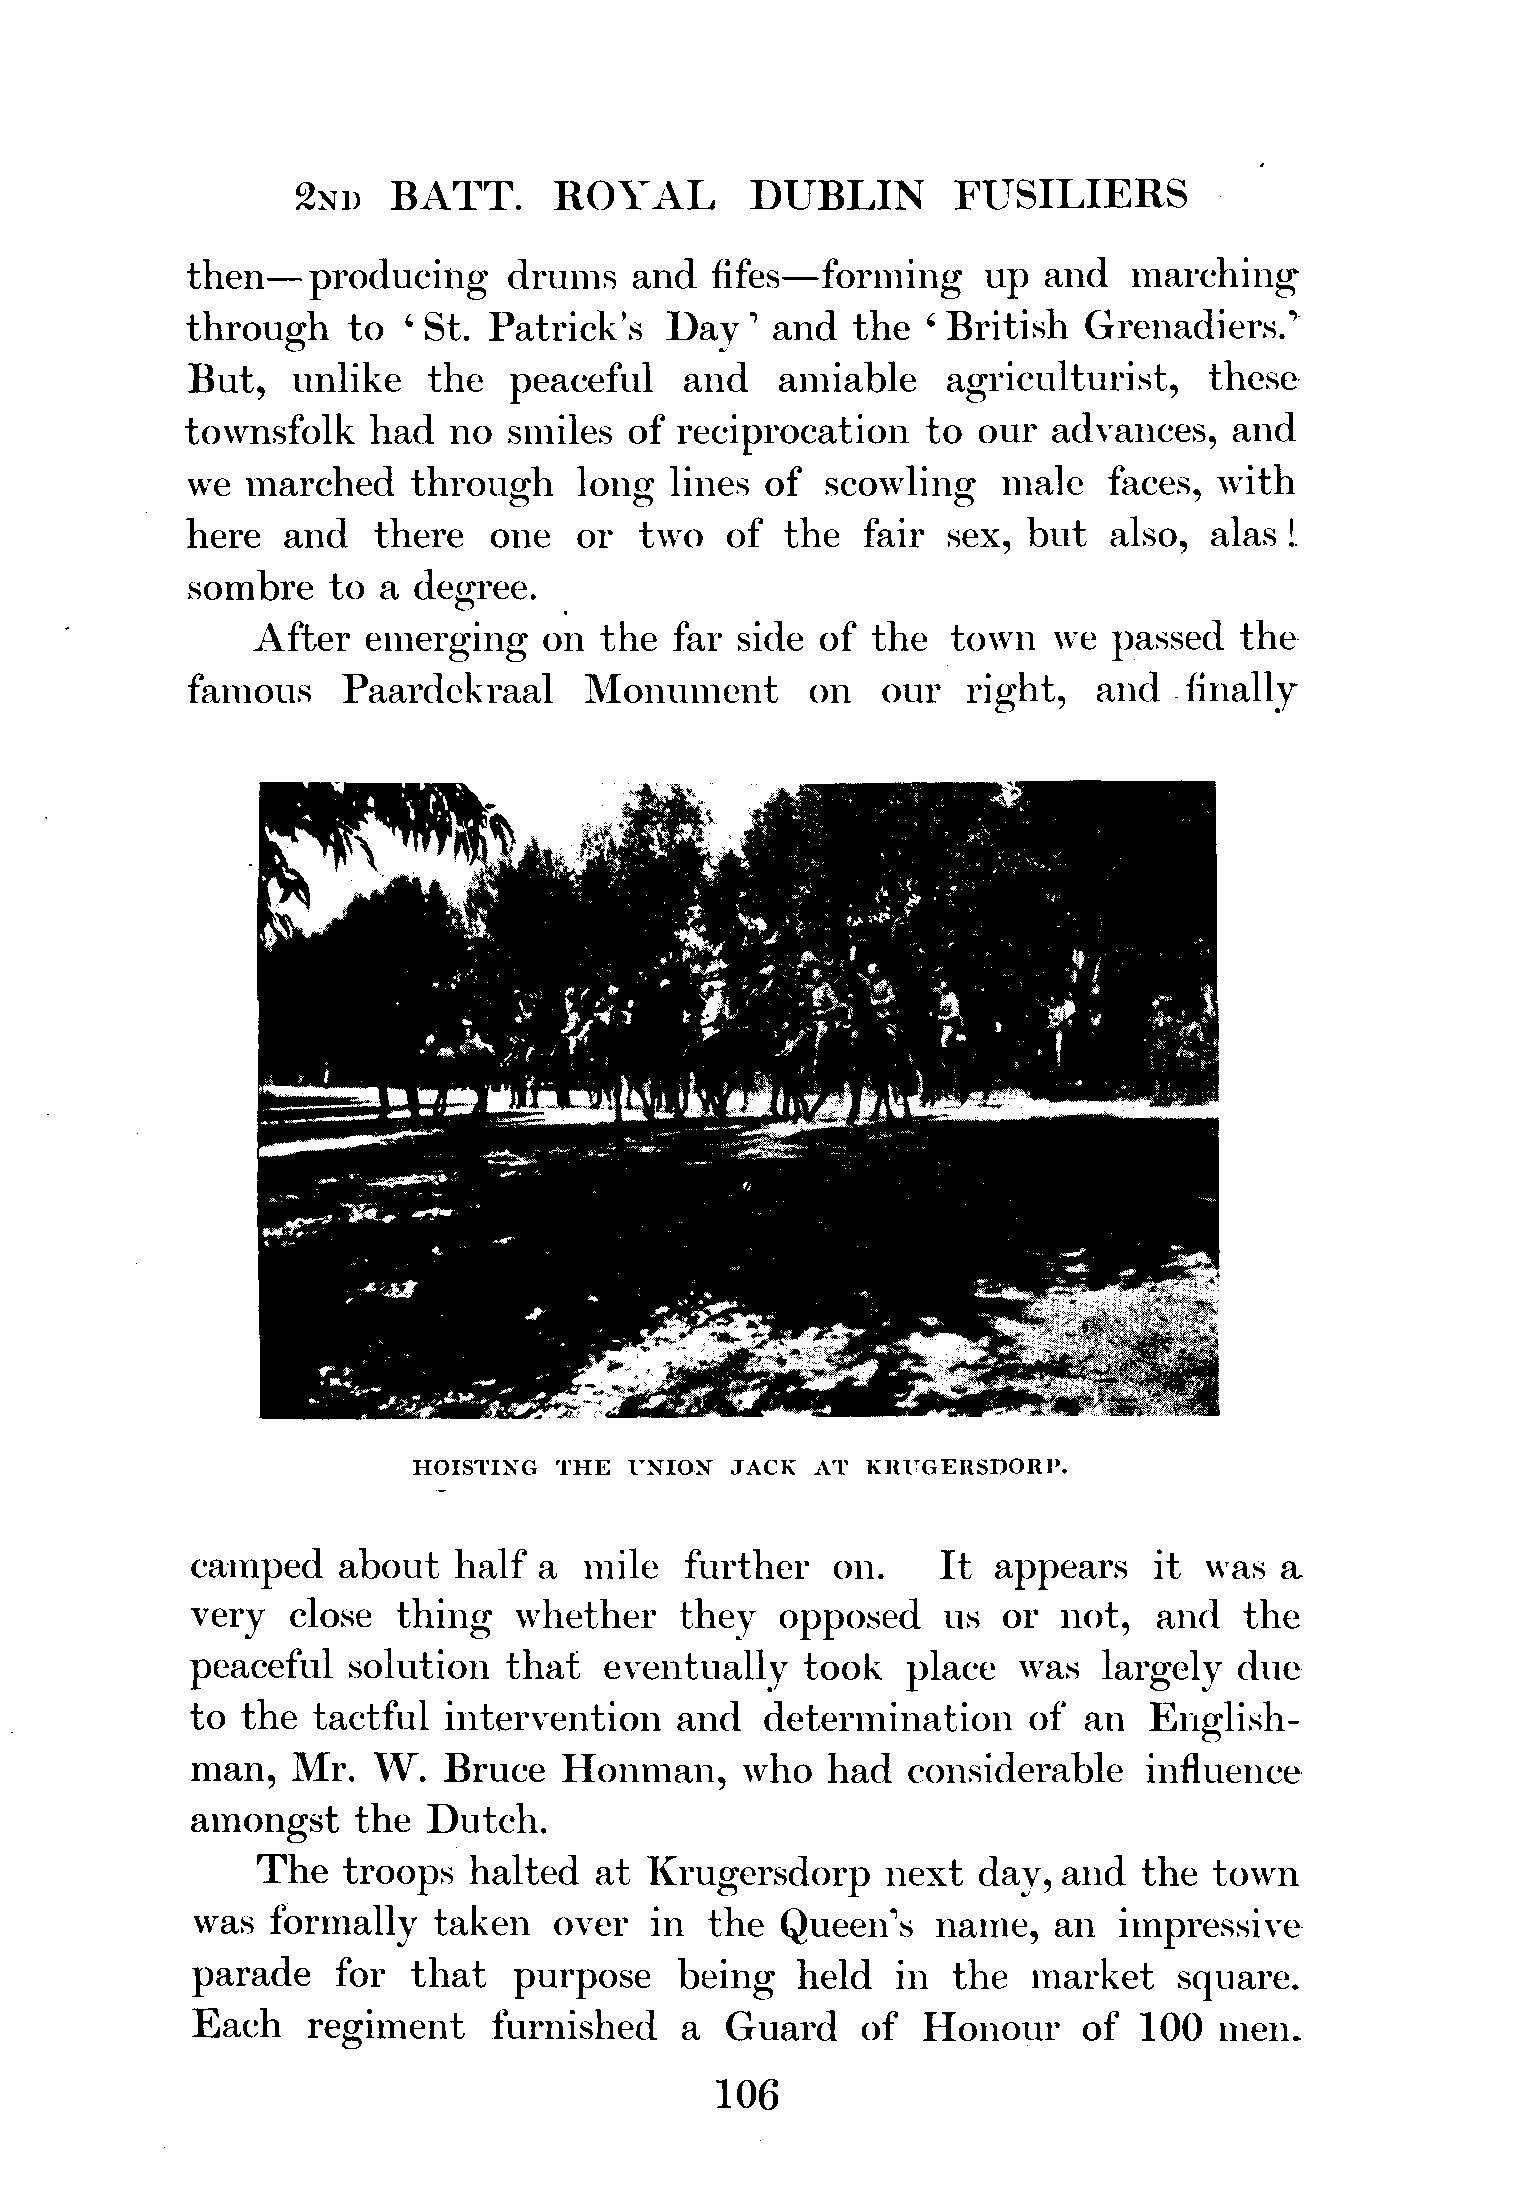 2ND BATT. ROYAL DUBLIN FUSILIERS
then—producing drums and fifes—forming up and marching
through to ‘St. Patrick's Day’ and the ‘British Grenadiers.’
But, unlike the peaceful and amiable agriculturist, these
townsfolk had no smiles of reciprocation to our advances, and
we marched through long lines of scowling male faces, with
here and there one or two of the fair sex, but also, alas!
sombre to a degree.
After emerging on the far side of the town we passed the
famous Paardekraal Monument on our right, and finally
HOISTING THE UNION JACK AT KRUGERSDORP.
camped about half a mile further on. It appears it was a
very close thing whether they opposed us or not, and the
peaceful solution that eventually took place was largely due
to the tactful intervention and determination of an English-
man, Mr. W. Bruce Honman, who had considerable influence
amongst the Dutch.
The troops halted at Krugersdorp next day, and the town
was formally taken over in the Queen's name, an impressive
parade for that purpose being held in the market square.
Each regiment furnished a Guard of Honour of 100 men.
106